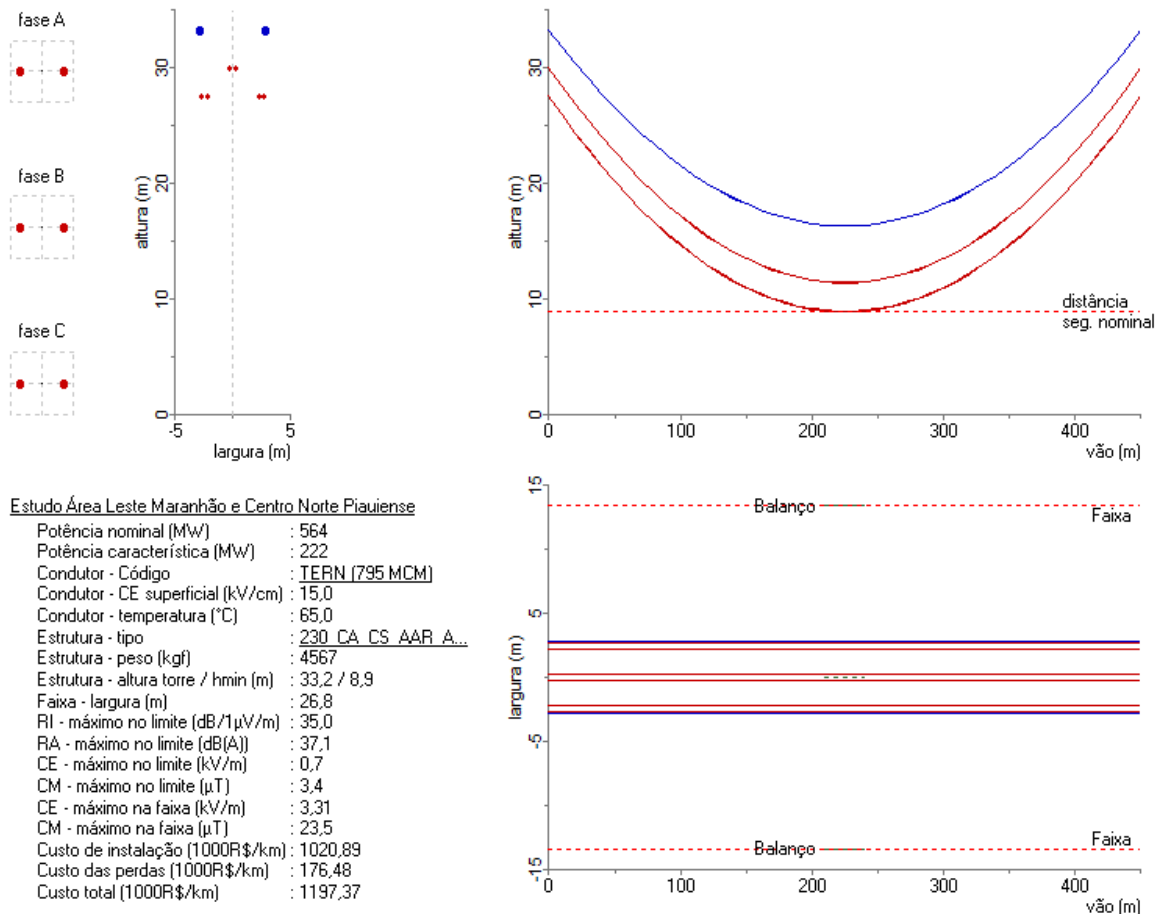 fase A
fase B
fase C
altura (m)
30
20
10
0
-5
5
largura (m)
altura (m)
30
20
10
0
distância
seg. nominal
0
100
200
300
400
vão (m)
Estudo Área Leste Maranhão e Centro Norte Piauiense
Potência nominal (MW) : 564
Potência característica (MW) : 222
Condutor - Código : TERN (795 MCM)
Condutor - CE superficial (kV/cm) : 15,0
Condutor - temperatura (°C) : 65,0
Estrutura - tipo : 230_CA_CS_AAR_A...
Estrutura - peso (kgf) : 4567
Estrutura - altura torre / hmin (m) : 33,2 / 8,9
Faixa - largura (m) : 26,8
RI - máximo no limite (dB/1µV/m) : 35,0
RA - máximo no limite (dB(A)) : 37,1
CE - máximo no limite (kV/m) : 0,7
CM - máximo no limite (µT) : 3,4
CE - máximo na faixa (kV/m) : 3,31
CM - máximo na faixa (µT) : 23,5
Custo de instalação (1000R$/km) : 1020,89
Custo das perdas (1000R$/km) : 176,48
Custo total (1000R$/km) : 1197,37
largura (m)
15
5
-5
-15
Balanço
Faixa
Balanço
Faixa
0
100
200
300
400
vão (m)